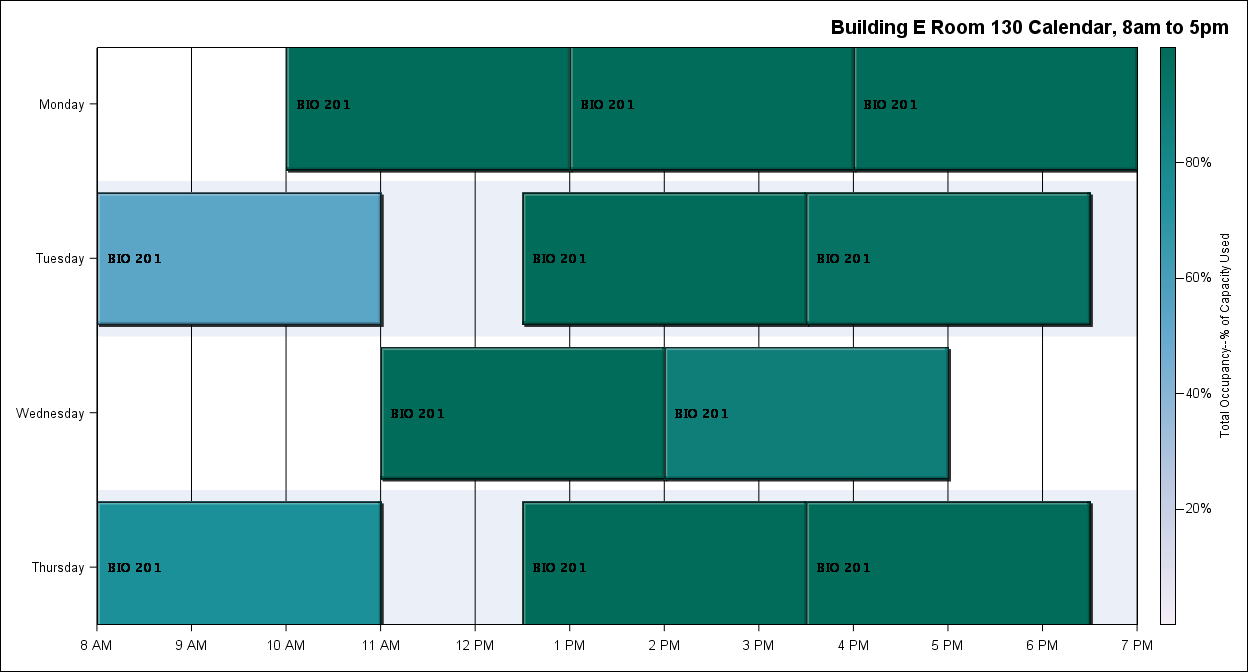 Building E Room 130 Calendar, 8am to 5pm
Monday
BIO 201
BIO 201
BIO 201
Tuesday
BIO 201
BIO 201
BIO 201
Wednesday
BIO 201
BIO 201
Thursday
BIO 201
BIO 201
BIO 201
8 AM
9 AM
10 AM
11 AM
12 PM
1 PM
2 PM
3 PM
4 PM
5 PM
6 PM
7 PM
80%
60%
40%
20%
Total Occupancy--% of Capacity Used